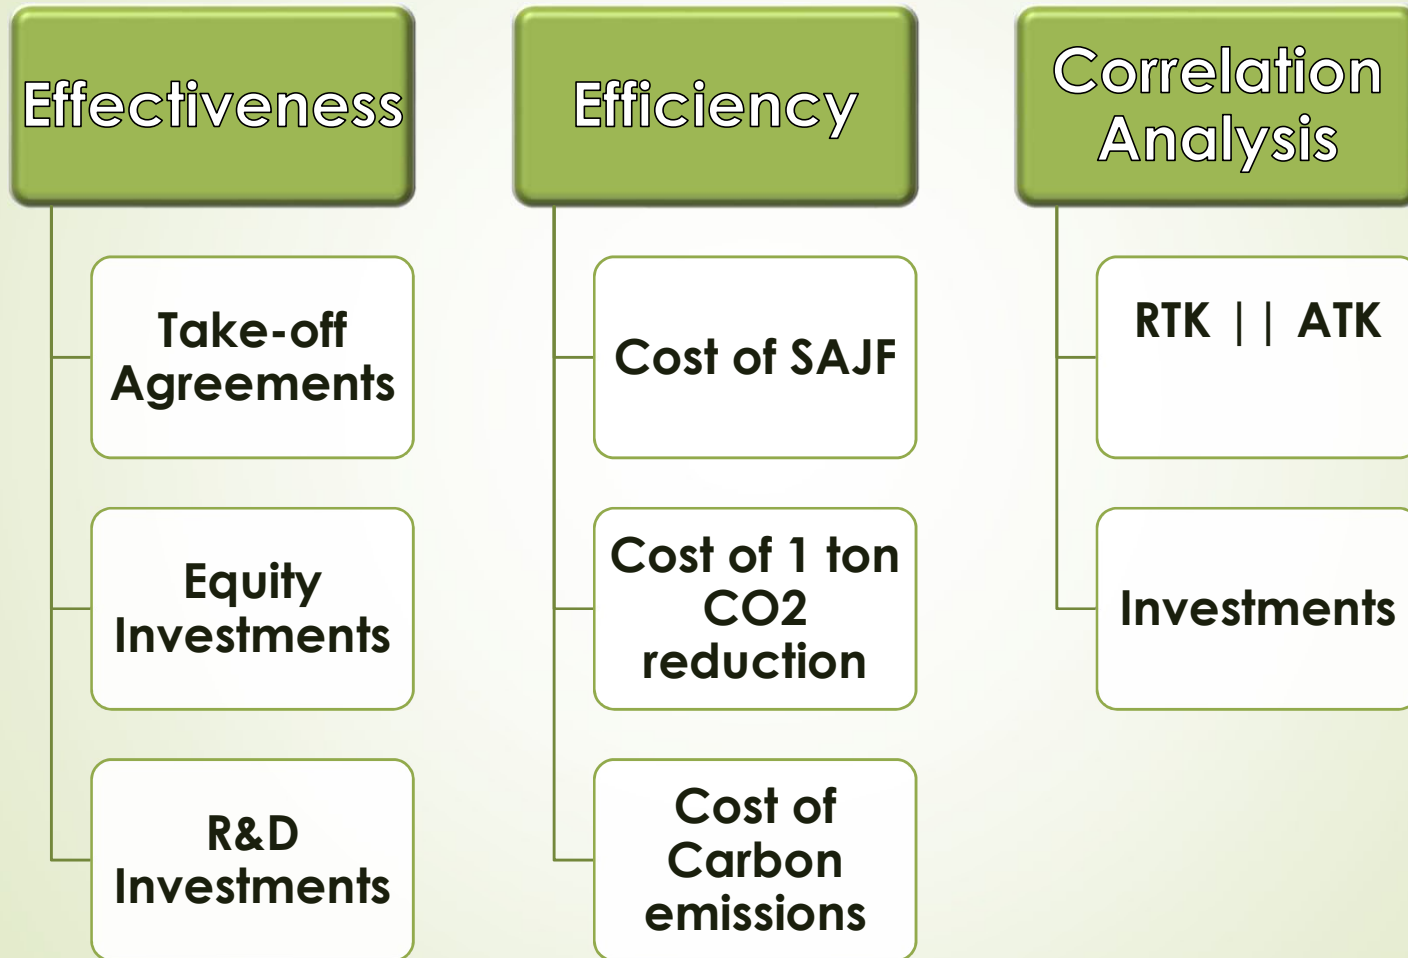 Effectiveness
Take-off
Agreements
Equity
Investments
R&D
Investments
Efficiency
Cost of SAJF
Cost of 1 ton
CO2
reduction
Cost of
Carbon
emissions
Correlation
Analysis
RTK || ATK
Investments